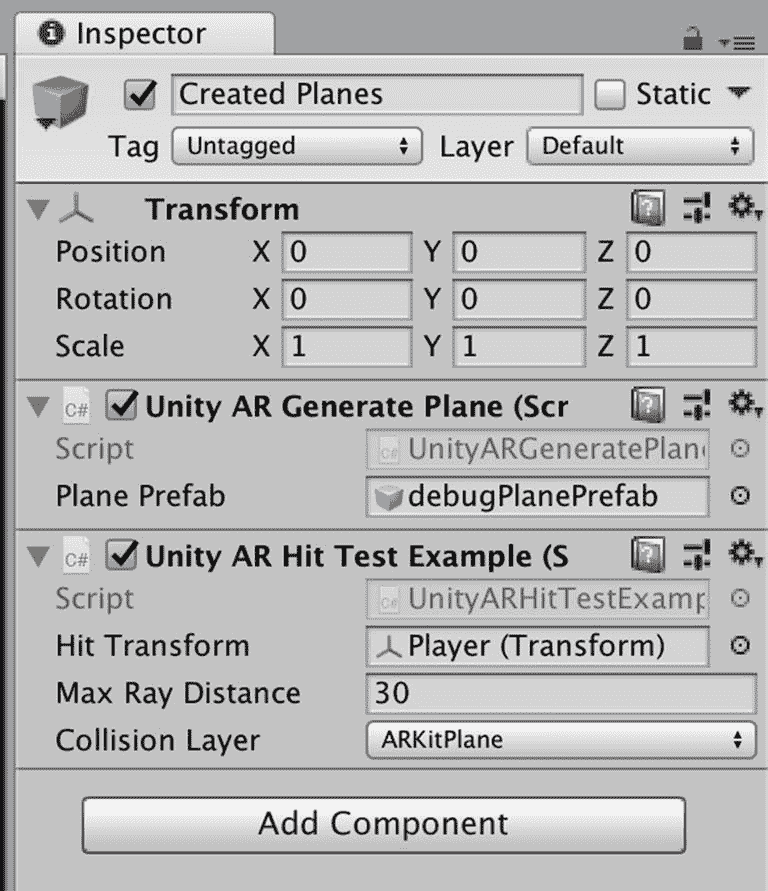 Inspector
Created Planes Static
Tag Untagged Layer Default
Transform
Position X 0 Y 0 Z 0
Rotation X 0 Y 0 Z 0
Scale X 1 Y 1 Z 1
C# Unity AR Generate Plane (Scr
Script C# UnityARGeneratePlan
Plane Prefab debugPlanePrefab
C# Unity AR Hit Test Example (S
Script C# UnityARHitTestExamp
Hit Transform Player (Transform)
Max Ray Distance 30
Collision Layer ARKitPlane
Add Component